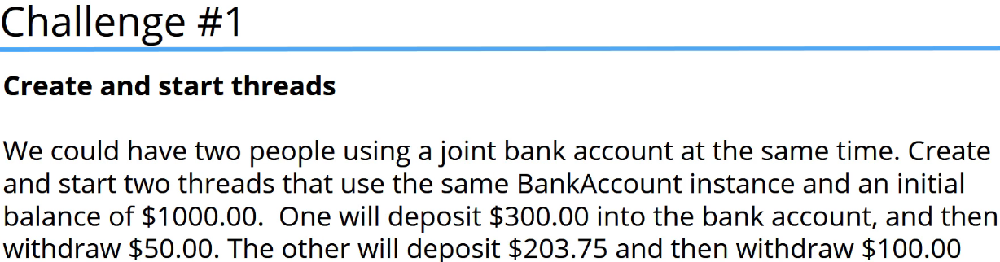 Challenge #1
Create and start threads
We could have two people using a joint bank account at the same time. Create
and start two threads that use the same BankAccount instance and an initial
balance of $1000.00.  One will deposit $300.00 into the bank account, and then
withdraw $50.00. The other will deposit $203.75 and then withdraw $100.00